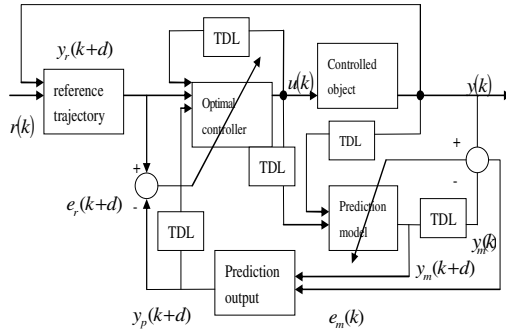 y_r(k+d)
TDL
Controlled
object
u(k)
y(k)
reference
trajectory
Optimal
controller
r(k)
TDL
TDL
+
+
-
e_r(k+d)
-
TDL
Prediction
model
TDL
y_m(k)
Prediction
output
y_m(k+d)
y_p(k+d)
e_m(k)
TDL